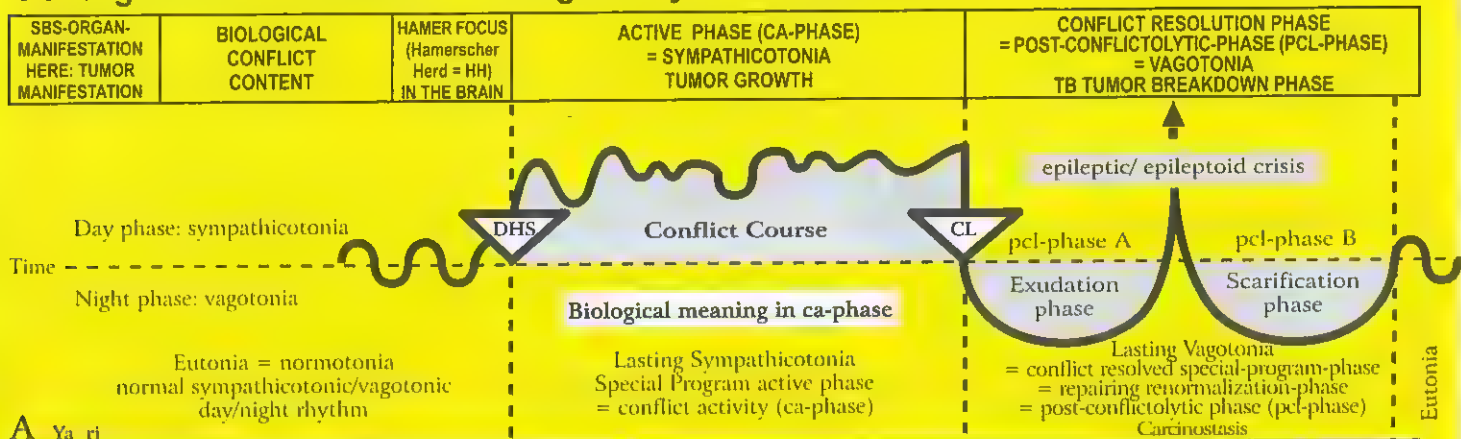 SBS-ORGAN-
MANIFESTATION
HERE: TUMOR
MANIFESTATION
BIOLOGICAL
CONFLICT
CONTENT
HAMER FOCUS
(Hamerscher
Herd = HH)
IN THE BRAIN
ACTIVE PHASE (CA-PHASE)
= SYMPATHICOTONIA
TUMOR GROWTH
CONFLICT RESOLUTION PHASE
= POST-CONFLICTOLYTIC-PHASE (PCL-PHASE)
= VAGOTONIA
TB TUMOR BREAKDOWN PHASE
epileptic/ epileptoid crisis
Day phase: sympathicotonia
DHS
Conflict Course
CL
pcl-phase A
pcl-phase B
Time
Night phase: vagotonia
Biological meaning in ca-phase
Exudation
phase
Scarification
phase
Eutonia = normotonia
normal sympathicotonic/vagotonic
day/night rhythm
Lasting Sympathicotonia
Special Program active phase
= conflict activity (ca-phase)
Lasting Vagotonia
= conflict resolved special-program-phase
= repairing renormalization-phase
= post-conflictolytic phase (pcl-phase)
Carcinostasis
Eutonia
A Ya ri